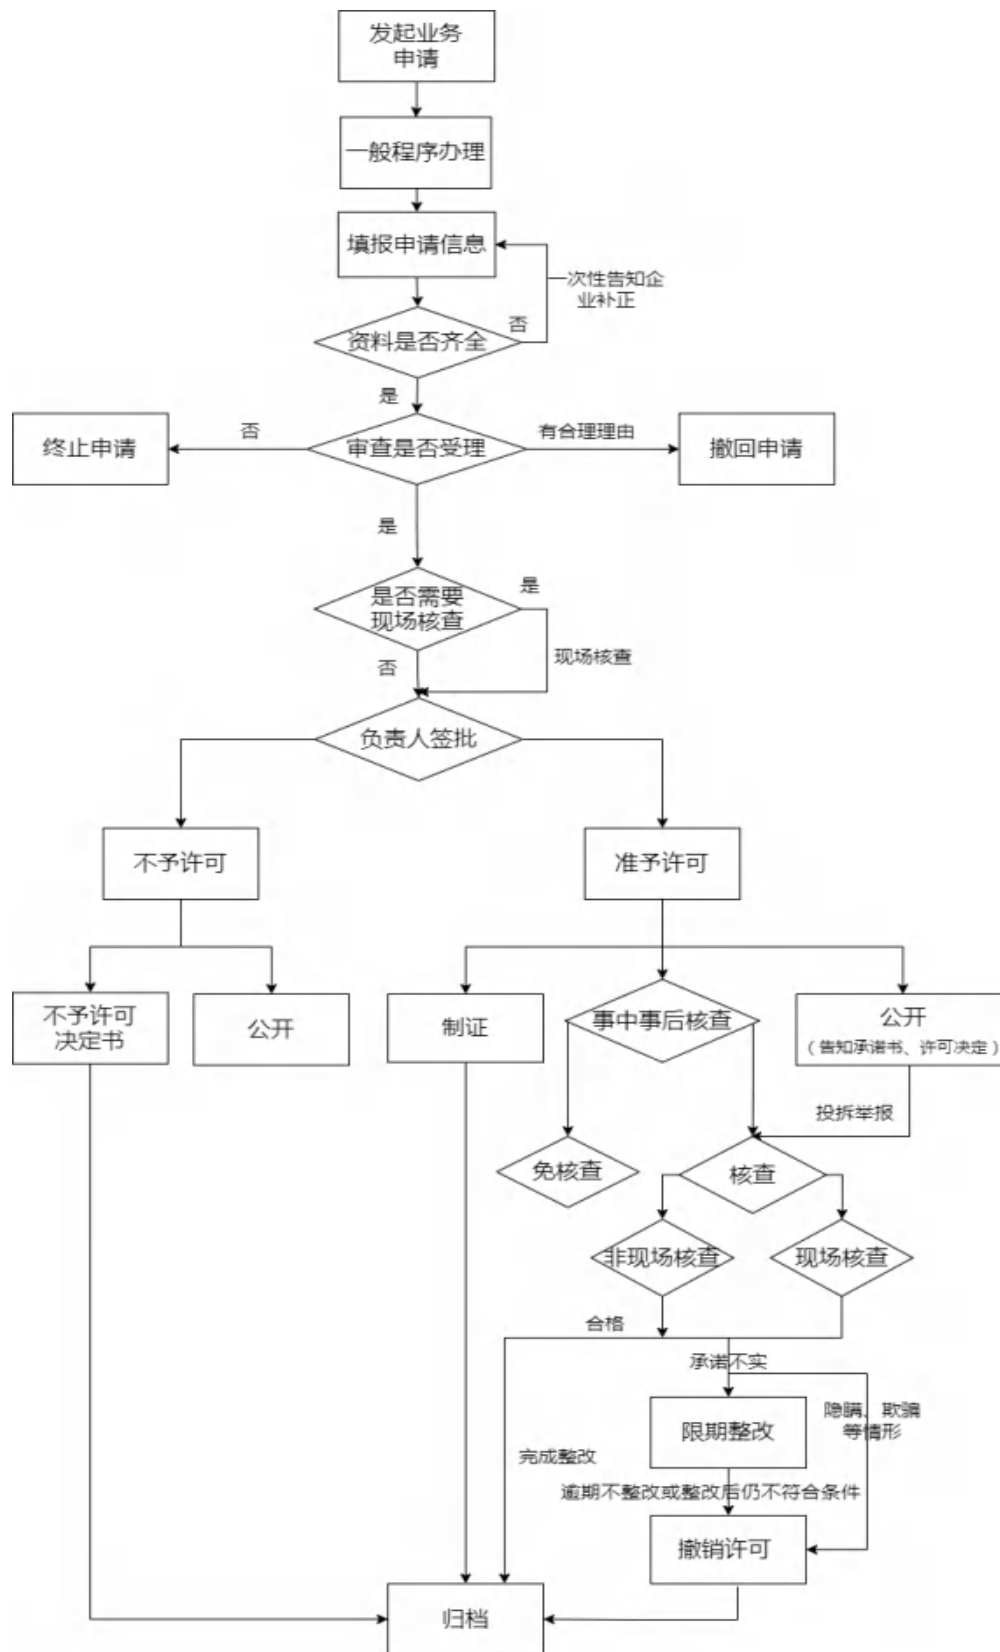 发起业务
申请
一般程序办理
填报申请信息
一次性告知企
业补正
资料是否齐全
否
是
终止申请
否
审查是否受理
有合理理由
撤回申请
是
是否需要
现场核查
是
否
现场核查
负责人签批
不予许可
准予许可
不予许可
决定书
公开
制证
事中事后核查
公开
（告知承诺书、许可决定）
投拆举报
免核查
核查
非现场核查
现场核查
合格
承诺不实
限期整改
隐瞒、欺骗
等情形
完成整改
逾期不整改或整改后仍不符合条件
撤销许可
归档